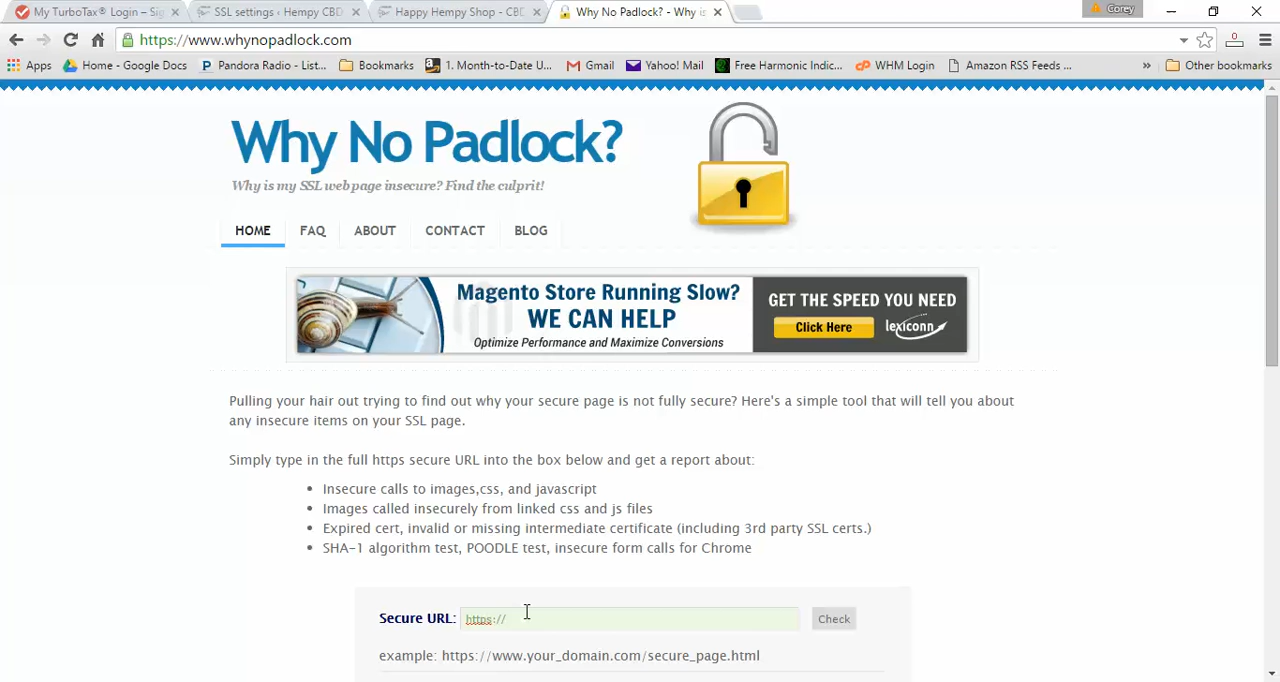 My TurboTax® Login – Sig
SSL settings ‹ Hempy CBD
Happy Hempy Shop - CBD
Why No Padlock? - Why is
Corey
https://www.whynopadlock.com
0
Apps
Home - Google Docs
Pandora Radio - List...
Bookmarks
1. Month-to-Date U...
Gmail
Yahoo! Mail
Free Harmonic Indic...
WHM Login
Amazon RSS Feeds ...
»
Other bookmarks
Why No Padlock?
Why is my SSL web page insecure? Find the culprit!
HOME FAQ ABOUT CONTACT BLOG
Magento Store Running Slow?
WE CAN HELP
Optimize Performance and Maximize Conversions
GET THE SPEED YOU NEED
Click Here
lexiconn
Pulling your hair out trying to find out why your secure page is not fully secure? Here's a simple tool that will tell you about
any insecure items on your SSL page.
Simply type in the full https secure URL into the box below and get a report about:
• Insecure calls to images,css, and javascript
• Images called insecurely from linked css and js files
• Expired cert, invalid or missing intermediate certificate (including 3rd party SSL certs.)
• SHA-1 algorithm test, POODLE test, insecure form calls for Chrome
Secure URL: https:// Check
example: https://www.your_domain.com/secure_page.html